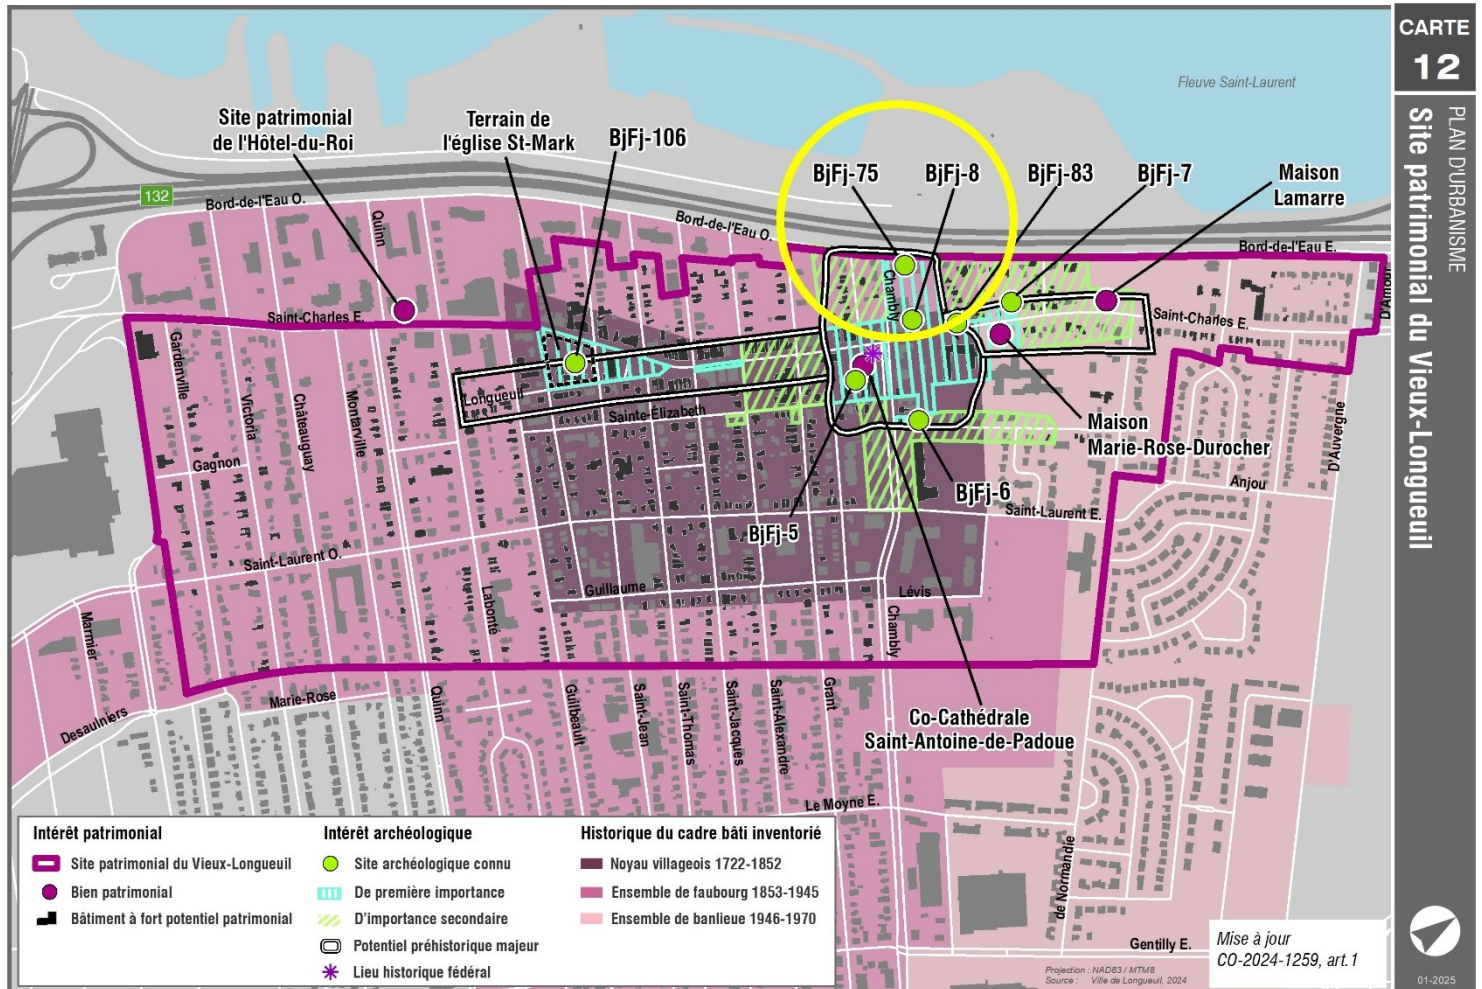 CARTE
12
PLAN D'URBANISME
Site patrimonial du Vieux-Longueuil
Fleuve Saint-Laurent
Site patrimonial
de l'Hôtel-du-Roi
Terrain de
l'église St-Mark
BjFj-106
BjFj-75
BjFj-8
BjFj-83
BjFj-7
Maison
Lamarre
132
Bord-de-l'Eau O.
Quinn
Bord-de-l'Eau O.
Bord-de-l'Eau E.
D'Anjou
Chambly
Saint-Charles E.
Saint-Charles E.
Gardenville
Victoria
Châteauguay
Montarville
Longueuil
Sainte-Élizabeth
Gagnon
Maison
Marie-Rose-Durocher
D'Auvergne
Anjou
BjFj-6
Saint-Laurent E.
BjFj-5
Saint-Laurent O.
Guillaume
Lévis
Labonté
Marmier
Chambly
Marie-Rose
Desaulniers
Quinn
Guilbeault
Saint-Jean
Saint-Thomas
Saint-Jacques
Saint-Alexandre
Grant
Co-Cathédrale
Saint-Antoine-de-Padoue
Le Moyne E.
de Normandie
Gentilly E.
Intérêt patrimonial
Site patrimonial du Vieux-Longueuil
Bien patrimonial
Bâtiment à fort potentiel patrimonial
Intérêt archéologique
Site archéologique connu
De première importance
D'importance secondaire
Potentiel préhistorique majeur
Lieu historique fédéral
Historique du cadre bâti inventorié
Noyau villageois 1722-1852
Ensemble de faubourg 1853-1945
Ensemble de banlieue 1946-1970
Mise à jour
CO-2024-1259, art.1
Projection : NAD83 / MTM8
Source : Ville de Longueuil, 2024
01-2025